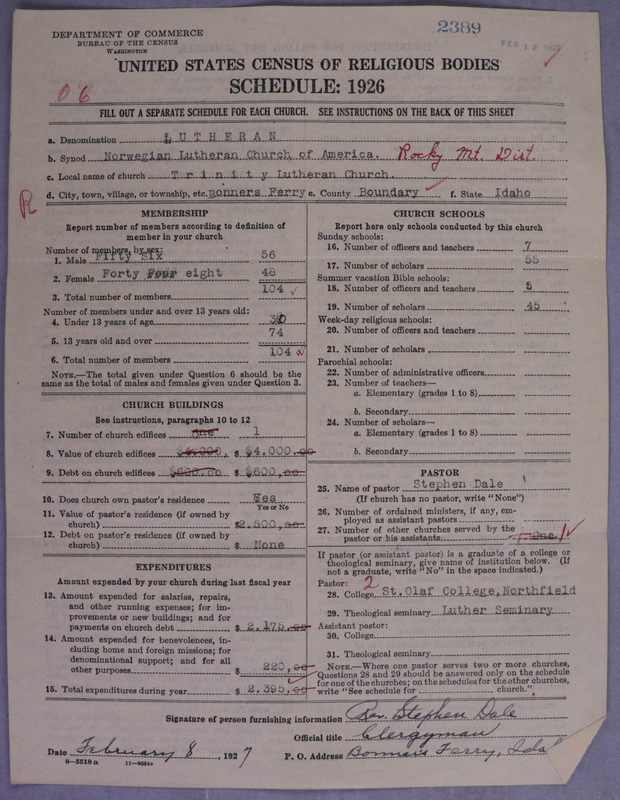 DEPARTMENT OF COMMERCE
BUREAU OF THE CENSUS
WASHINGTON
2389
FEB 12 1927
UNITED STATES CENSUS OF RELIGIOUS BODIES
SCHEDULE: 1926
06
FILL OUT A SEPARATE SCHEDULE FOR EACH CHURCH. SEE INSTRUCTIONS ON THE BACK OF THIS SHEET
a. Denomination LUTHERAN
b. Synod Norwegian Lutheran Church of America. Rocky Mt. Dist.
c. Local name of church Trinity Lutheran Church.
d. City, town, village, or township, etc. Bonners Ferry e. County Boundary f. State Idaho
R
MEMBERSHIP
Report number of members according to definition of
member in your church
Number of members, by sex:
1. Male Fifty Six 56
2. Female Forty Four eight 48
3. Total number of members 104
Number of members under and over 13 years old:
4. Under 13 years of age 30
5. 13 years old and over 74
6. Total number of members 104
NOTE.—The total given under Question 6 should be
same as the total of males and females given under Question 3.
CHURCH BUILDINGS
See instructions, paragraphs 10 to 12
7. Number of church edifices One 1
8. Value of church edifices $4.000, $ $4.000.00
9. Debt on church edifices $600.00 $ $600,00
10. Does church own pastor's residence Yes
Yes or No
11. Value of pastor's residence (if owned by
church) $2.500,00
12. Debt on pastor's residence (if owned by
church) $ None
EXPENDITURES
Amount expended by your church during last fiscal year
13. Amount expended for salaries, repairs,
and other running expenses; for im-
provements or new buildings; and for
payments on church debt $ 2.175.00
14. Amount expended for benevolences, in-
cluding home and foreign missions; for
denominational support; and for all
other purposes $ 220,00
15. Total expenditures during year $ 2.395.00
CHURCH SCHOOLS
Report here only schools conducted by this church
Sunday schools:
16. Number of officers and teachers 7
17. Number of scholars 55
Summer vacation Bible schools:
18. Number of officers and teachers 5
19. Number of scholars 45
Week-day religious schools:
20. Number of officers and teachers
21. Number of scholars
Parochial schools:
22. Number of administrative officers
23. Number of teachers—
a. Elementary (grades 1 to 8)
b. Secondary
24. Number of scholars—
a. Elementary (grades 1 to 8)
b. Secondary
PASTOR
25. Name of pastor Stephen Dale
(If church has no pastor, write "None")
26. Number of ordained ministers, if any, em-
ployed as assistant pastors
27. Number of other churches served by the
pastor or his assistants One 1
If pastor (or assistant pastor) is a graduate of a college or
theological seminary, give name of institution below. (If
not a graduate, write "No" in the space indicated.)
Pastor: 2
28. College St.Olaf College,Northfield
29. Theological seminary Luther Seminary
Assistant pastor:
30. College
31. Theological seminary
NOTE.—Where one pastor serves two or more churches,
Questions 28 and 29 should be answered only on the schedule
for one of the churches; on the schedules for the other churches,
write "See schedule for church."
Signature of person furnishing information Rev. Stephen Dale
Official title Clergyman
Date February 8, 1927 P. O. Address Bonners Ferry, Idah
8—5518a 11—9054